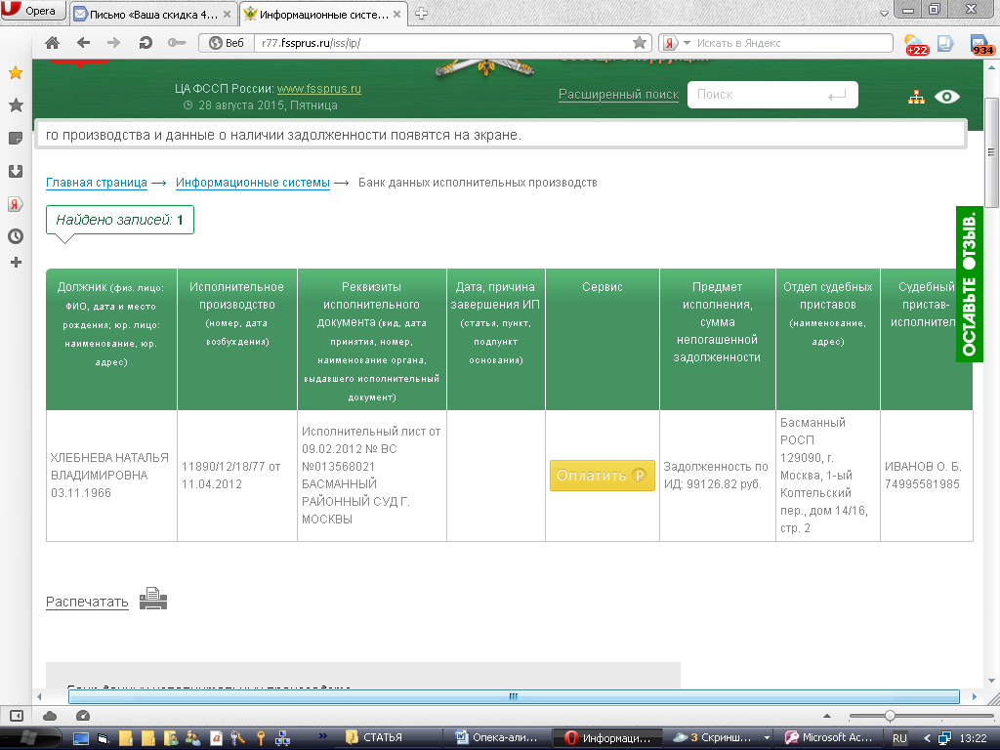 Opera
Письмо «Ваша скидка 4...
Информационные систе...
Веб
r77.fssprus.ru/iss/ip/
Я
Искать в Яндекс
+22
934
ЦА ФССП России: www.fssprus.ru
28 августа 2015, Пятница
Расширенный поиск
Поиск
го производства и данные о наличии задолженности появятся на экране.
Главная страница → Информационные системы → Банк данных исполнительных производств
Найдено записей: 1
ОСТАВЬТЕ ОТЗЫВ.
Должник (физ. лицо:
ФИО, дата и место
рождения; юр. лицо:
наименование, юр.
адрес)
Исполнительное
производство
(номер, дата
возбуждения)
Реквизиты
исполнительного
документа (вид, дата
принятия, номер,
наименование органа,
выдавшего исполнительный
документ)
Дата, причина
завершения ИП
(статья, пункт,
подпункт
основания)
Сервис
Предмет
исполнения,
сумма
непогашенной
задолженности
Отдел судебных
приставов
(наименование,
адрес)
Судебный
пристав-
исполнител
ХЛЕБНЕВА НАТАЛЬЯ
ВЛАДИМИРОВНА
03.11.1966
11890/12/18/77 от
11.04.2012
Исполнительный лист от
09.02.2012 № ВС
№013568021
БАСМАННЫЙ
РАЙОННЫЙ СУД Г.
МОСКВЫ
Оплатить
Задолженность по
ИД: 99126.82 руб.
Басманный
РОСП
129090, г.
Москва, 1-ый
Коптельский
пер., дом 14/16,
стр. 2
ИВАНОВ О. Б.
74995581985
Распечатать
СТАТЬЯ
Опека-али...
Информаци...
3 Скринш...
Microsoft Ac...
RU
13:22